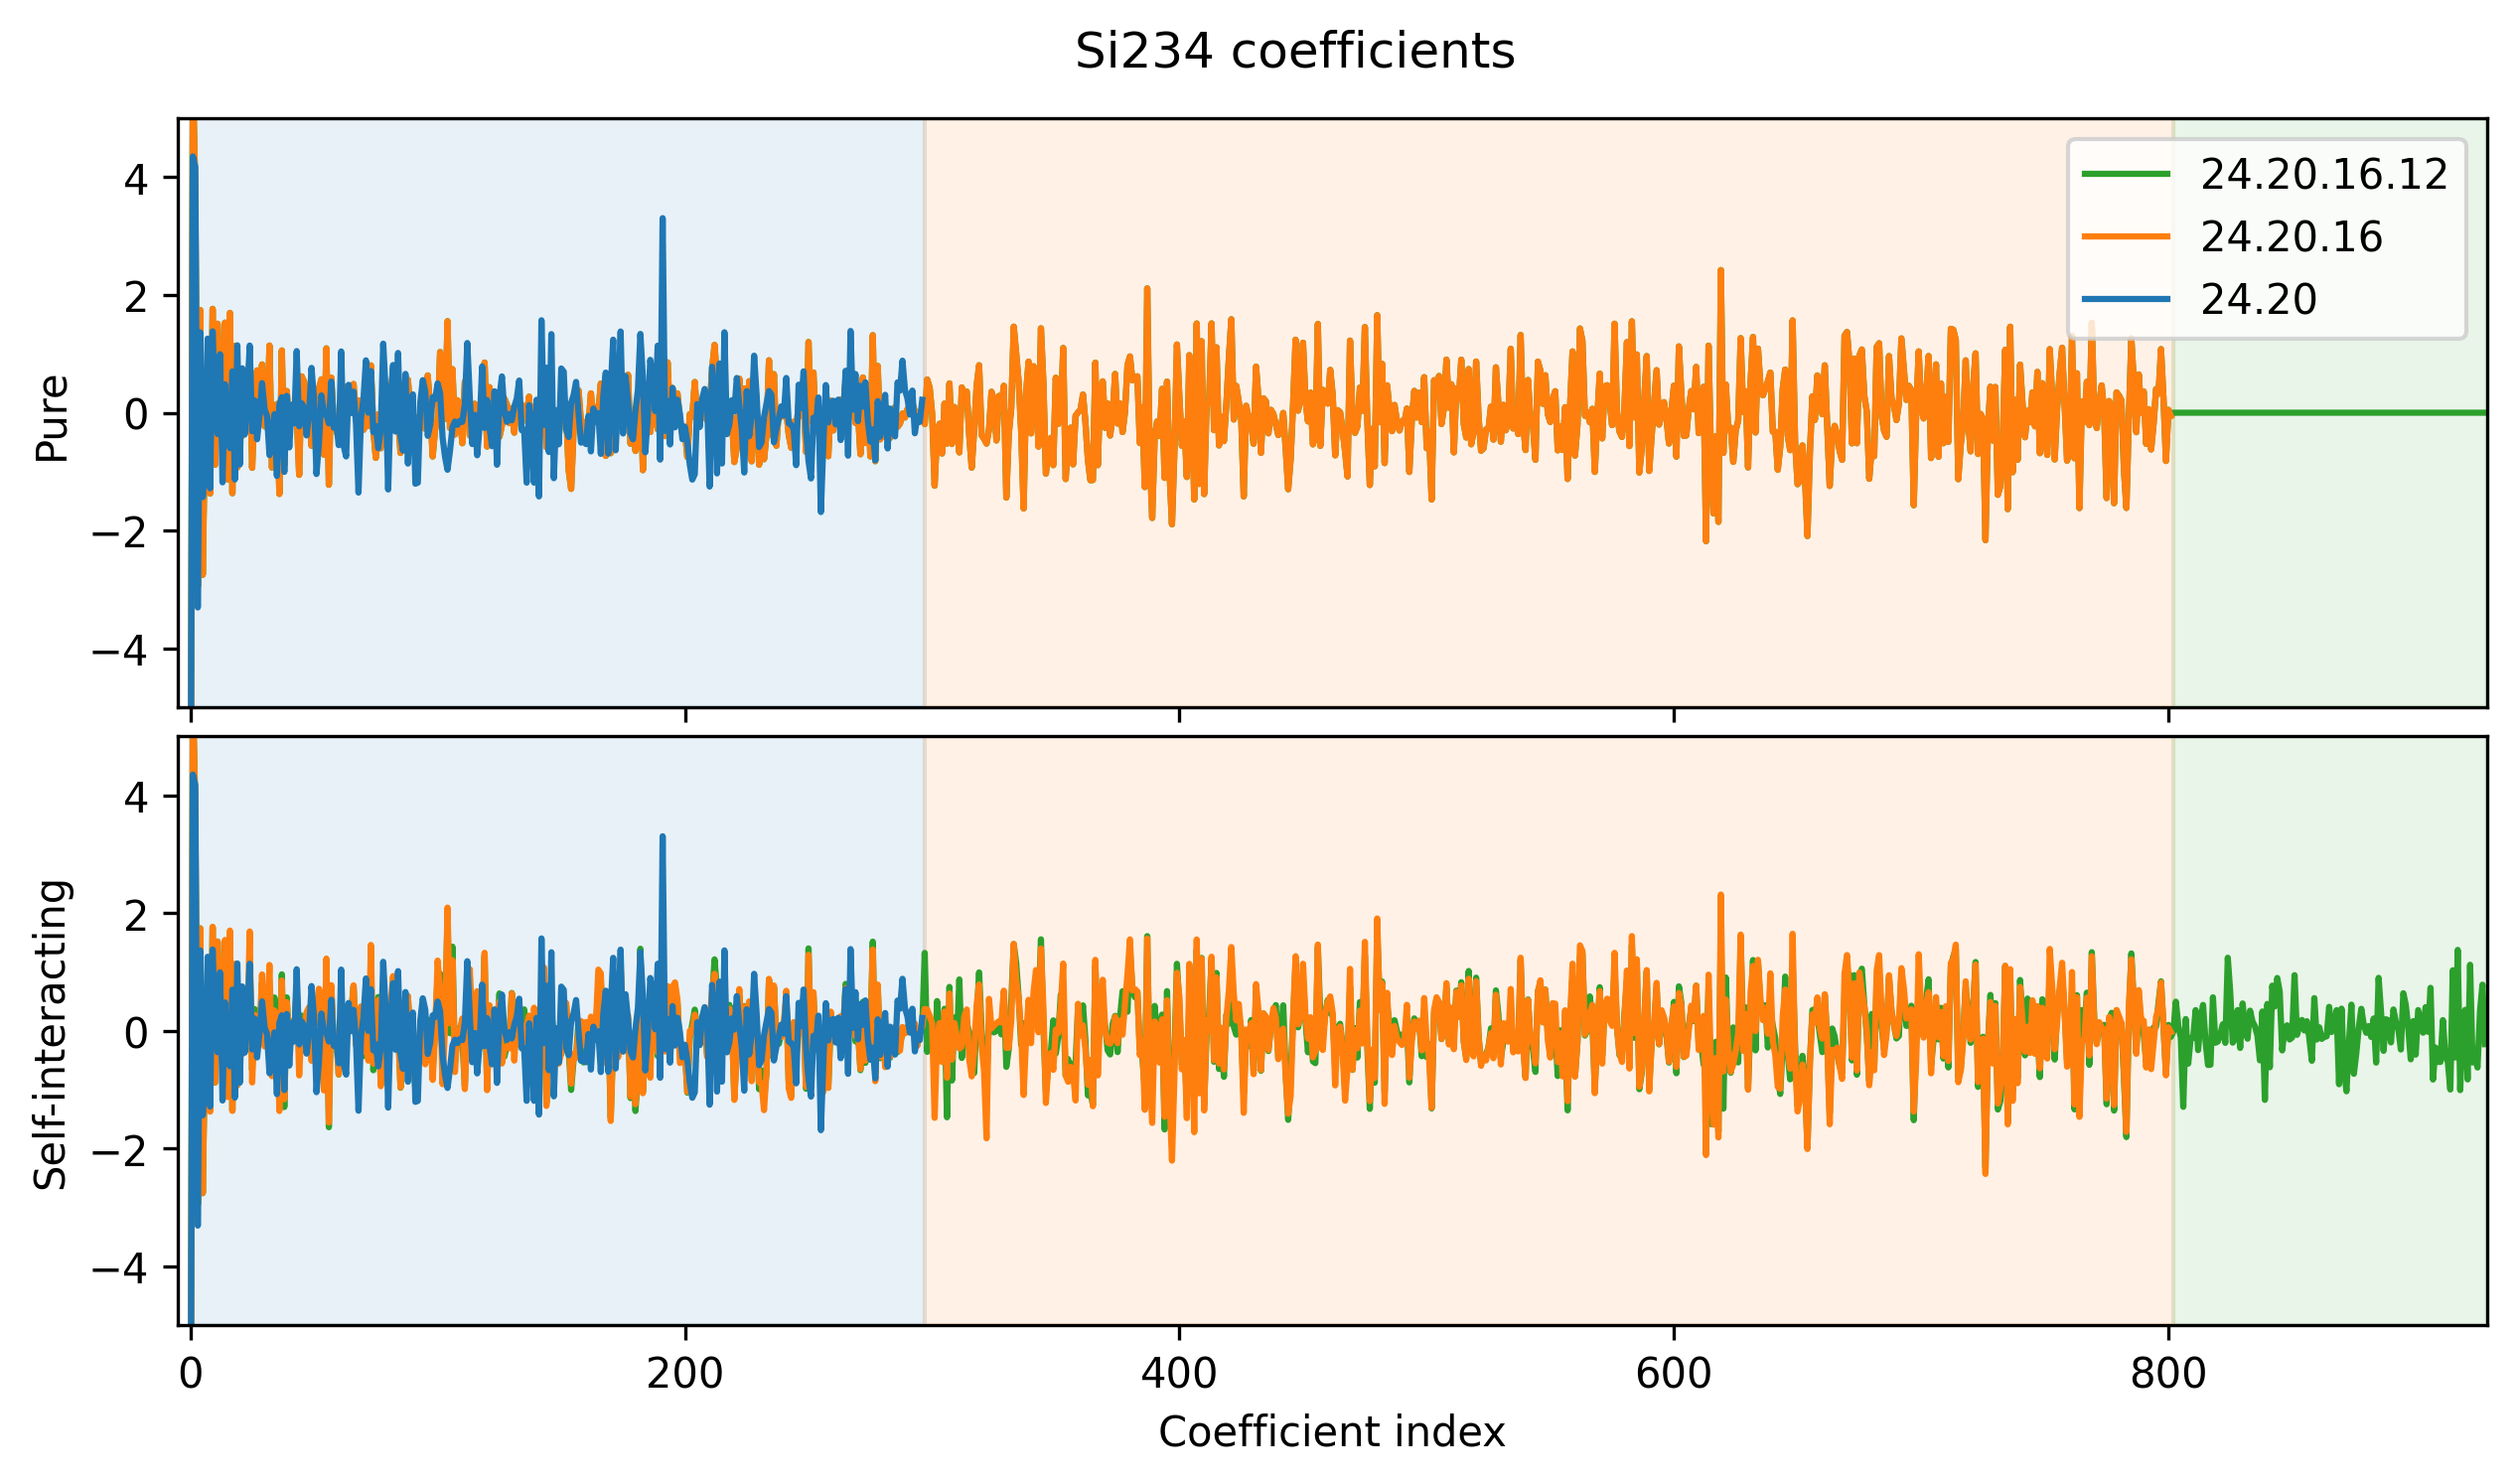 Si234 coefficients
Pure
4
2
0
−2
−4
24.20.16.12
24.20.16
24.20
Self-interacting
4
2
0
−2
−4
0 200 400 600 800
Coefficient index